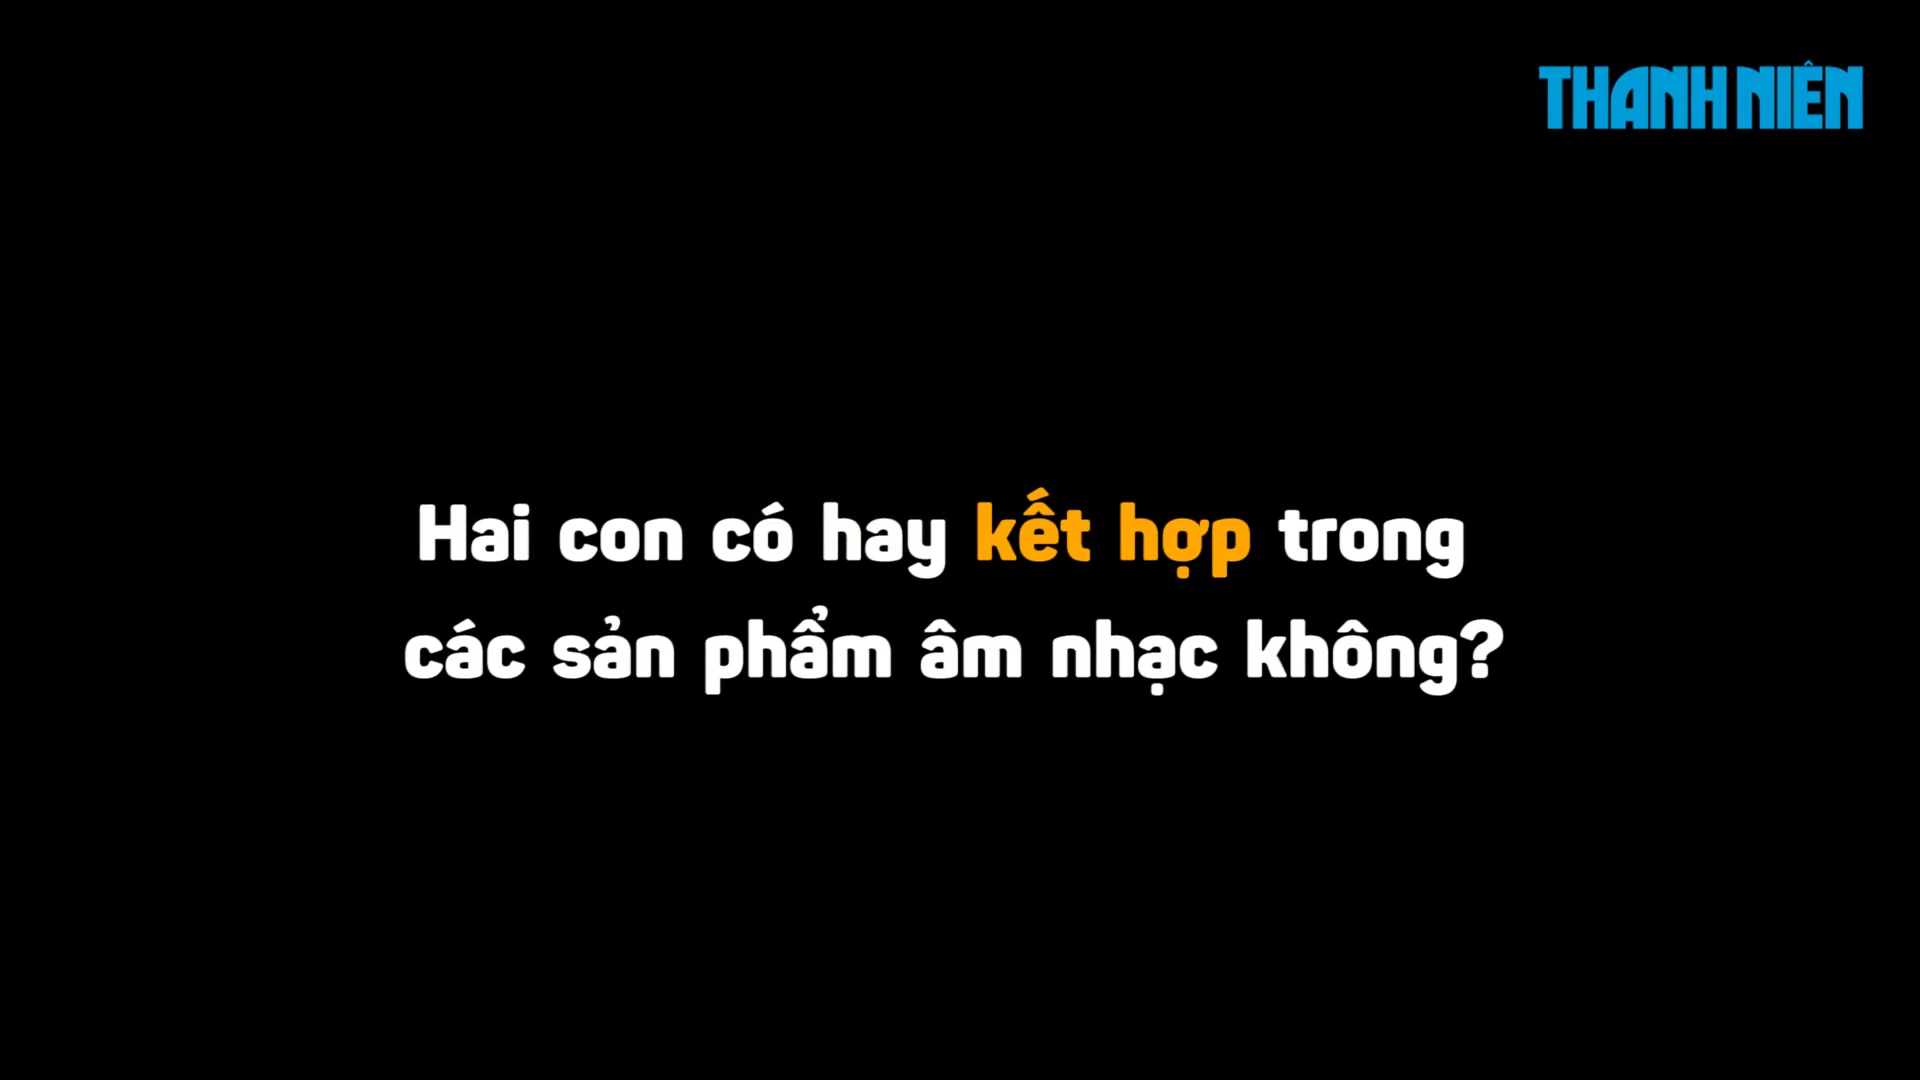 THANH NIÊN
Hai con có hay kết hợp trong
các sản phẩm âm nhạc không?